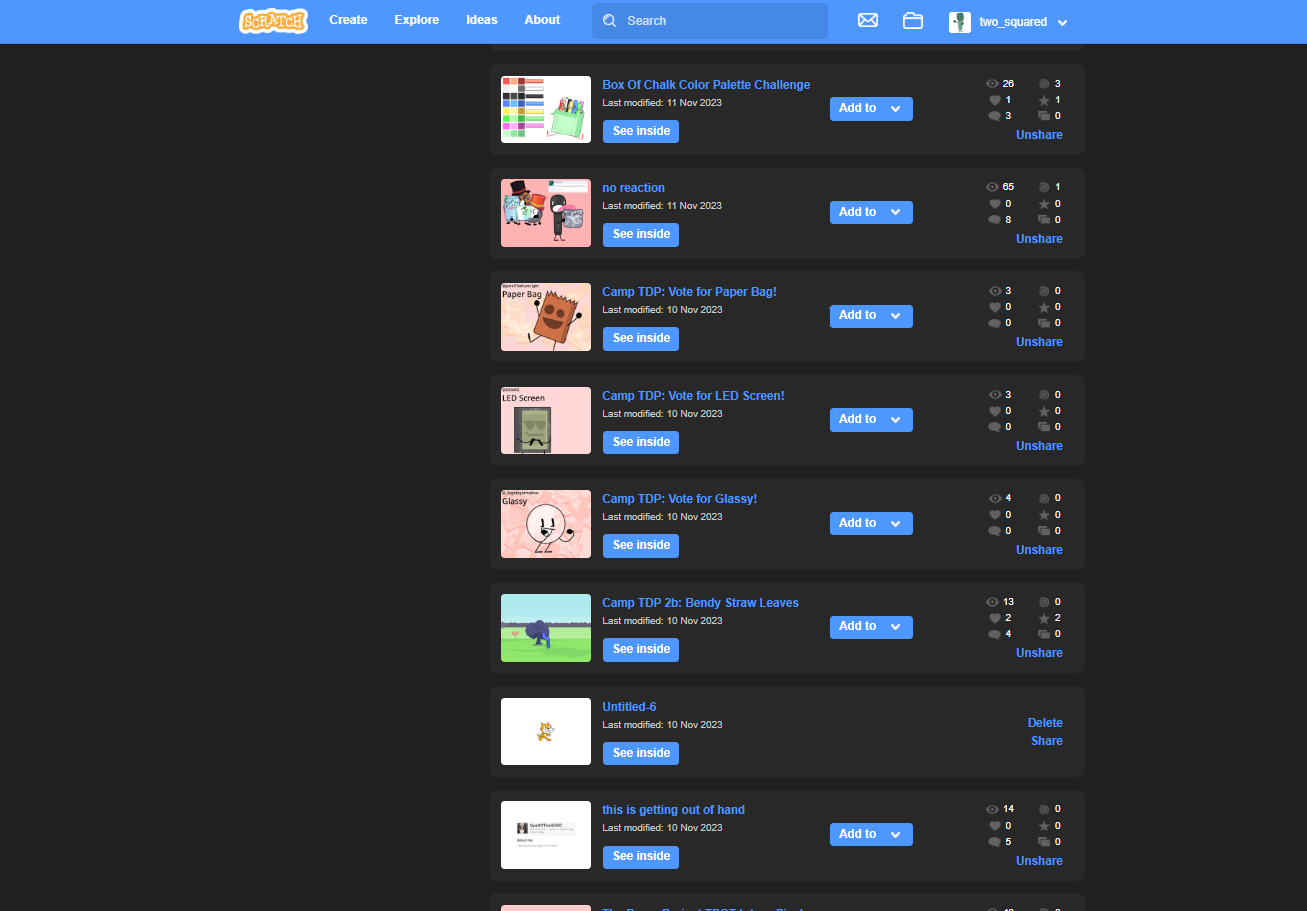 SCRATCH Create Explore Ideas About Search two_squared
Box Of Chalk Color Palette Challenge
Last modified: 11 Nov 2023
See inside
Add to
26 3
1 1
3 0
Unshare
no reaction
Last modified: 11 Nov 2023
See inside
Add to
65 1
0 0
8 0
Unshare
Paper Bag
Camp TDP: Vote for Paper Bag!
Last modified: 10 Nov 2023
See inside
Add to
3 0
0 0
0 0
Unshare
LED Screen
Camp TDP: Vote for LED Screen!
Last modified: 10 Nov 2023
See inside
Add to
3 0
0 0
0 0
Unshare
Glassy
Camp TDP: Vote for Glassy!
Last modified: 10 Nov 2023
See inside
Add to
4 0
0 0
0 0
Unshare
Camp TDP 2b: Bendy Straw Leaves
Last modified: 10 Nov 2023
See inside
Add to
13 0
2 2
4 0
Unshare
Untitled-6
Last modified: 10 Nov 2023
See inside
Delete
Share
About me
this is getting out of hand
Last modified: 10 Nov 2023
See inside
Add to
14 0
0 0
5 0
Unshare